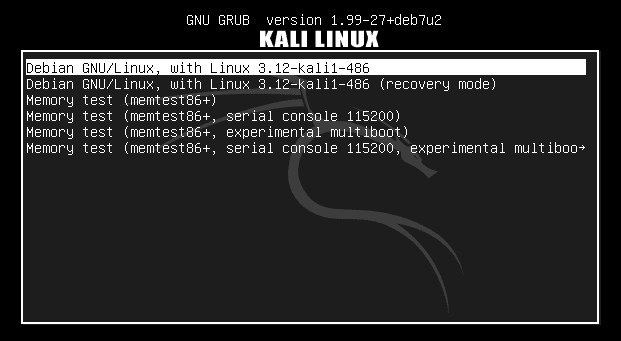 GNU GRUB  version 1.99-27+deb7u2
KALI LINUX
Debian GNU/Linux, with Linux 3.12-kali1-486
Debian GNU/Linux, with Linux 3.12-kali1-486 (recovery mode)
Memory test (memtest86+)
Memory test (memtest86+, serial console 115200)
Memory test (memtest86+, experimental multiboot)
Memory test (memtest86+, serial console 115200, experimental multiboo→